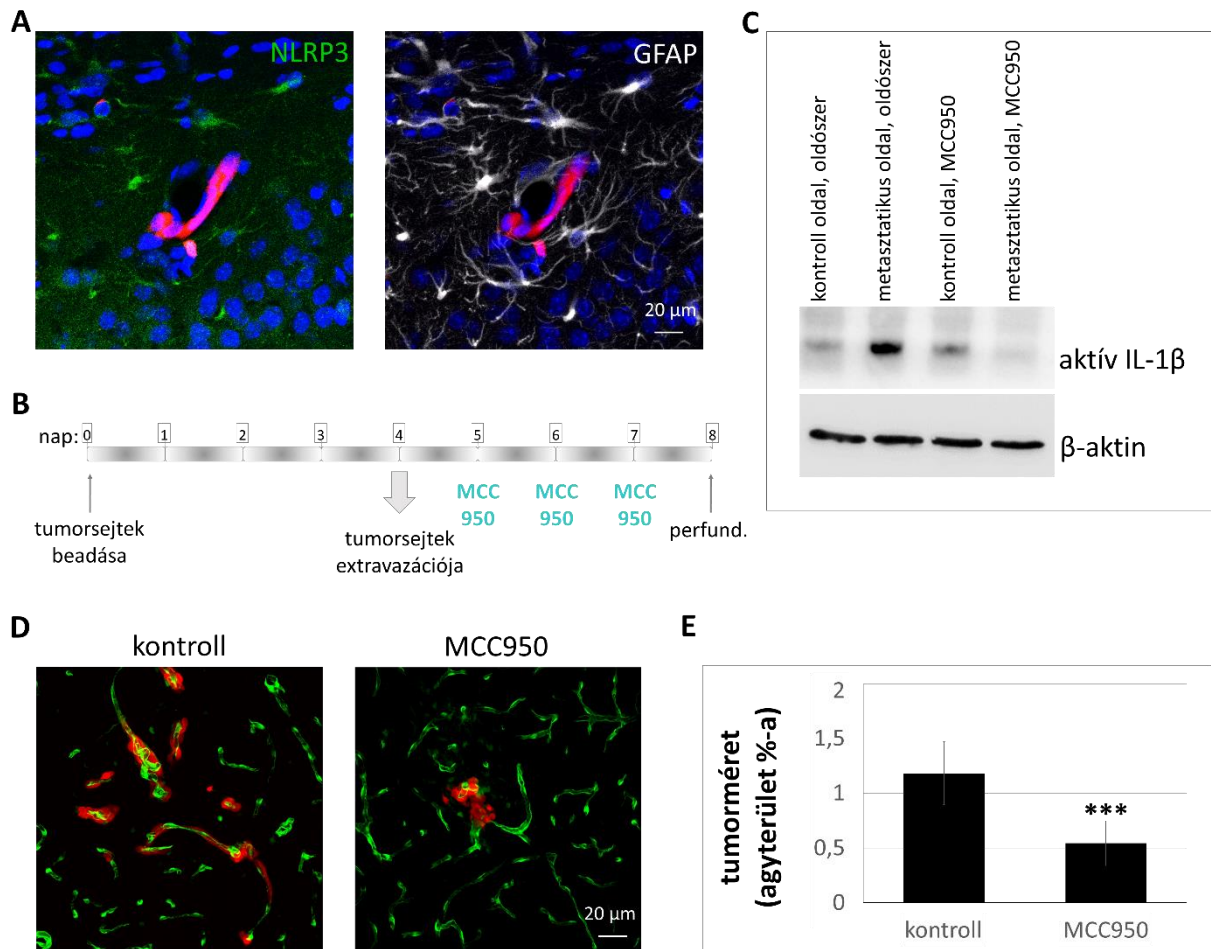 A
NLRP3
GFAP
20 µm
B
nap: 0 1 2 3 4 5 6 7 8
MCC MCC MCC
950 950 950
tumorsejtek
beadása
tumorsejtek
extravazációja
perfund.
C
kontroll oldal, oldószer
metasztatikus oldal, oldószer
kontroll oldal, MCC950
metasztatikus oldal, MCC950
aktív IL-1β
β-aktin
D
kontroll
MCC950
20 µm
E
tumorméret
(agyterület %-a)
2
1,5
1
0,5
0
***
kontroll
MCC950